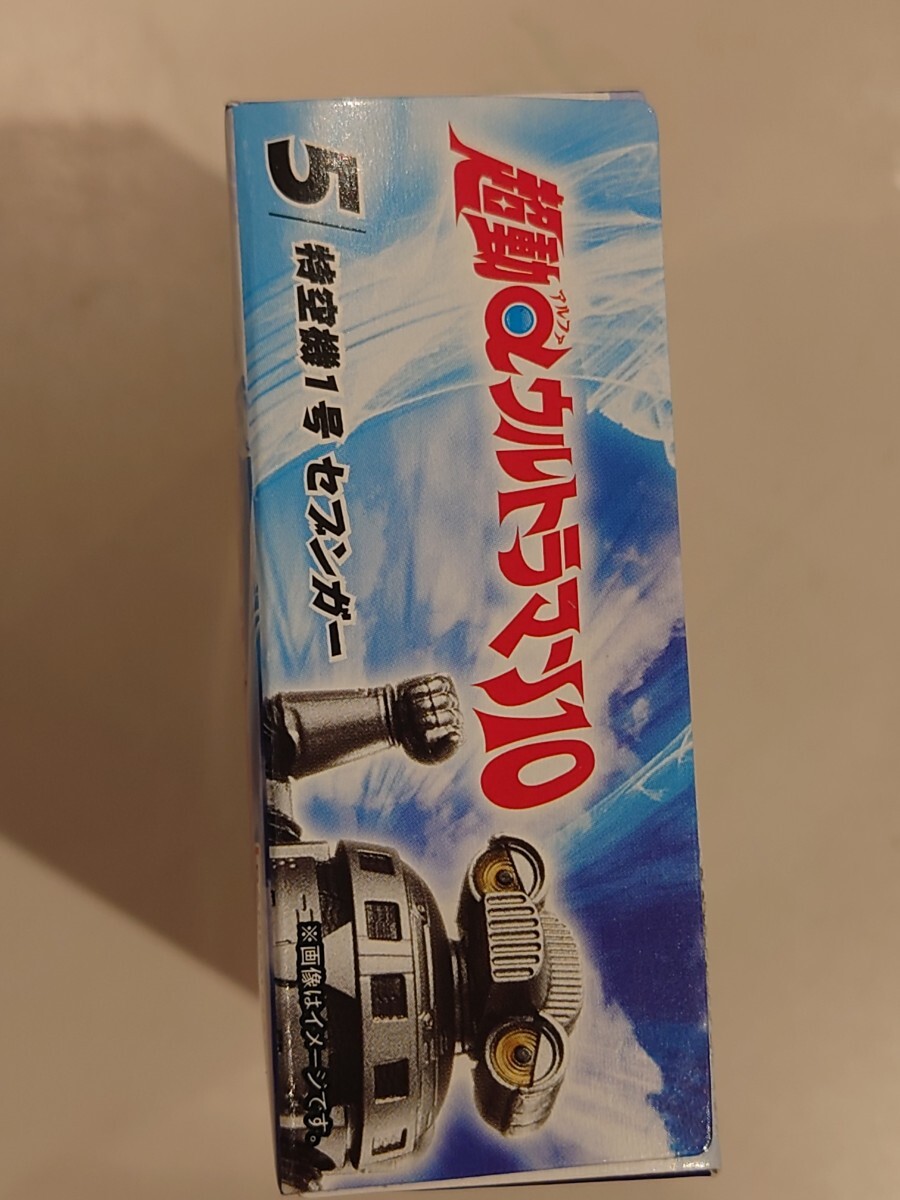 超動αウルトラマン10
アルファ
5/特空機1号 セブンガー
※画像はイメージです。